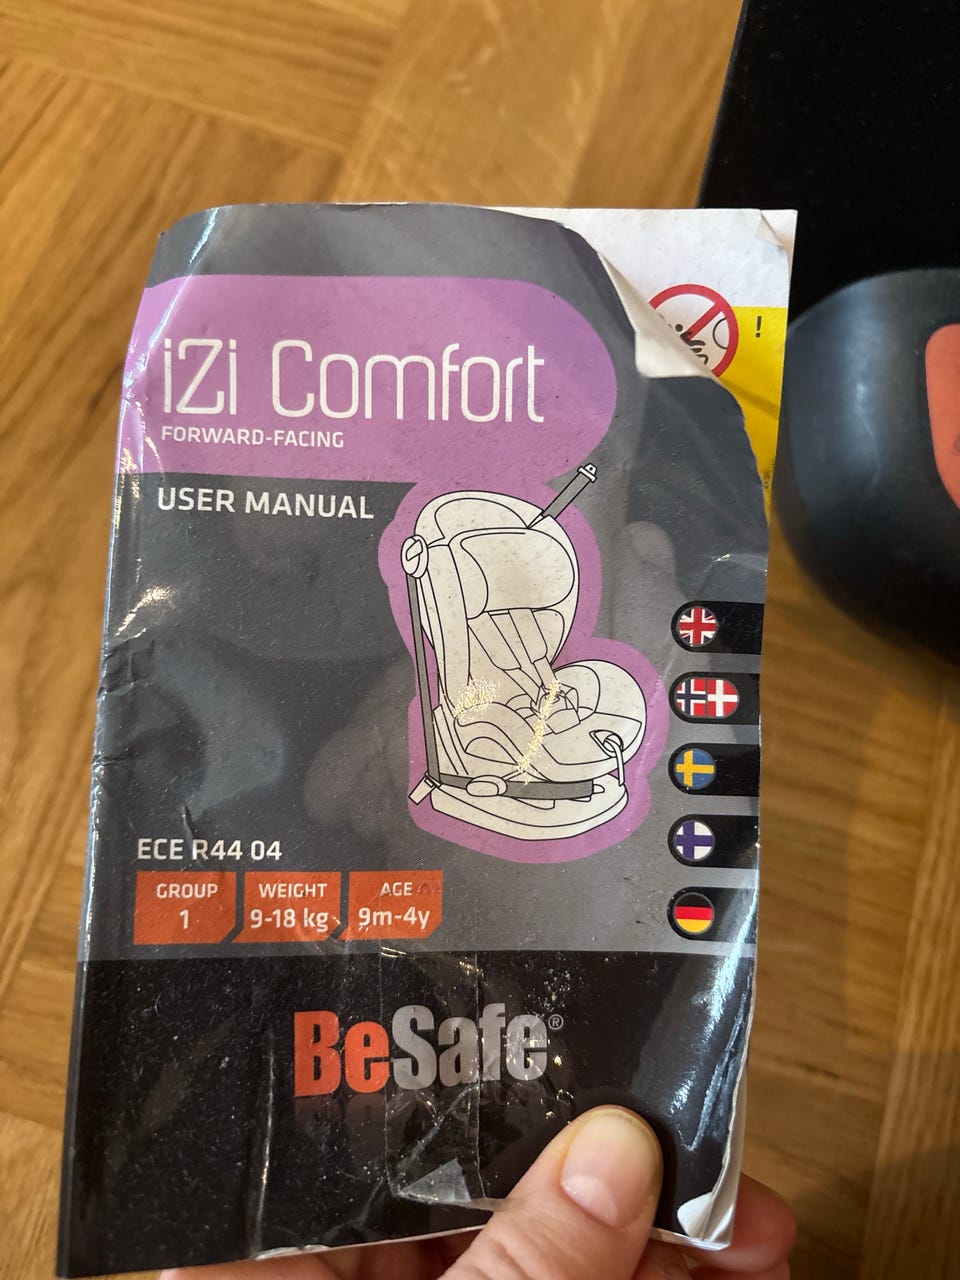 !
iZi Comfort
FORWARD-FACING
USER MANUAL
ECE R44 04
GROUP
1
WEIGHT
9-18 kg
AGE
9m-4y
BeSafe®